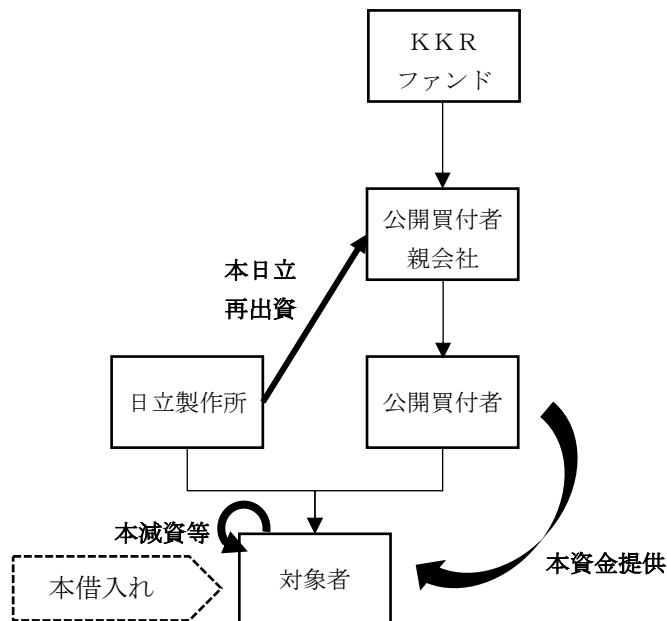 ＫＫＲ
ファンド
公開買付者
親会社
本日立
再出資
日立製作所
公開買付者
本減資等
本資金提供
本借入れ
対象者